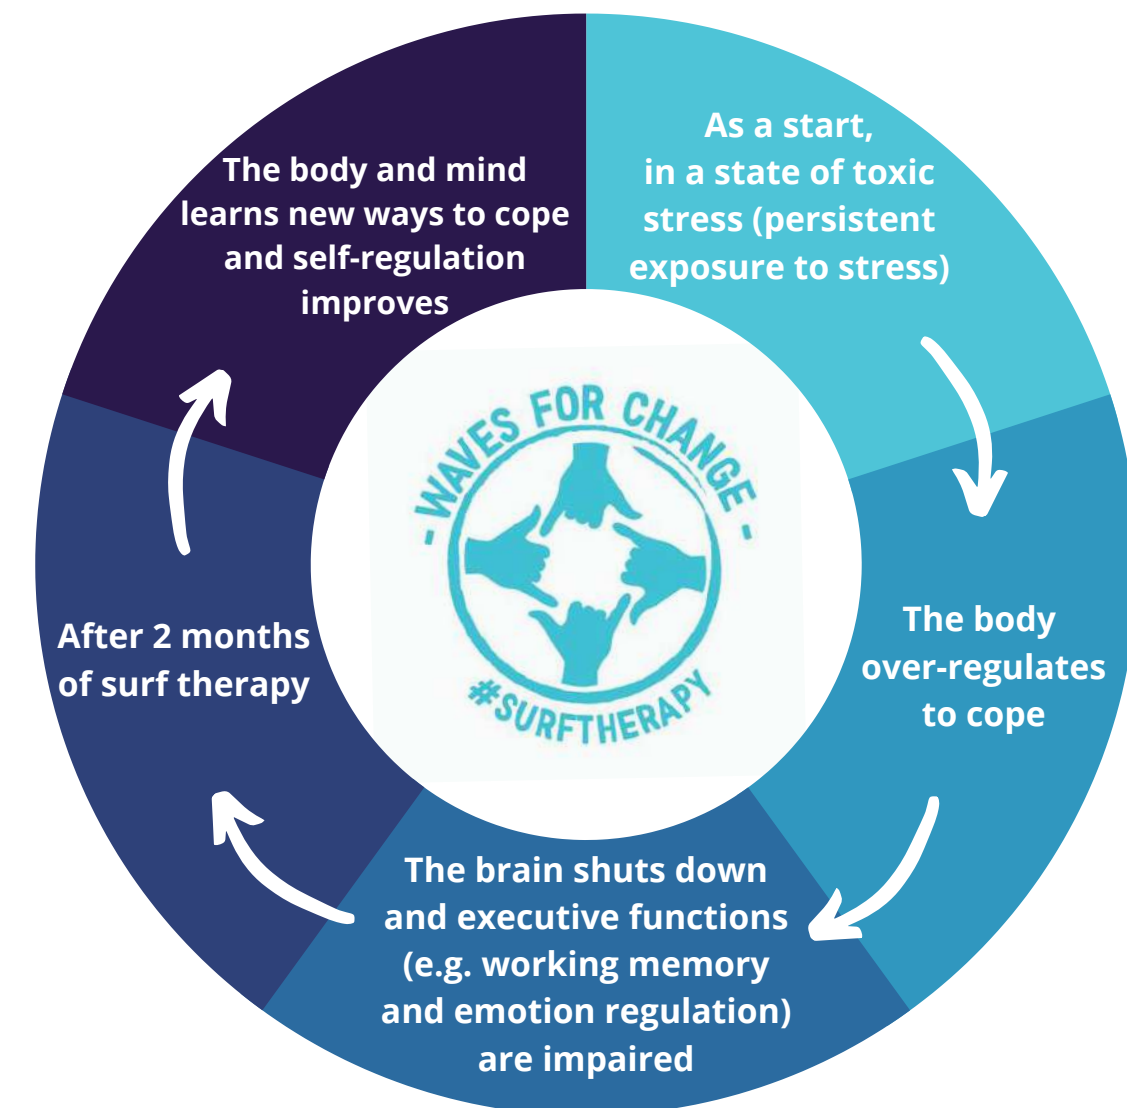 As a start,
in a state of toxic
stress (persistent
exposure to stress)
The body
over-regulates
to cope
The brain shuts down
and executive functions
(e.g. working memory
and emotion regulation)
are impaired
After 2 months
of surf therapy
The body and mind
learns new ways to cope
and self-regulation
improves
- WAVES FOR CHANGE -
#SURFTHERAPY